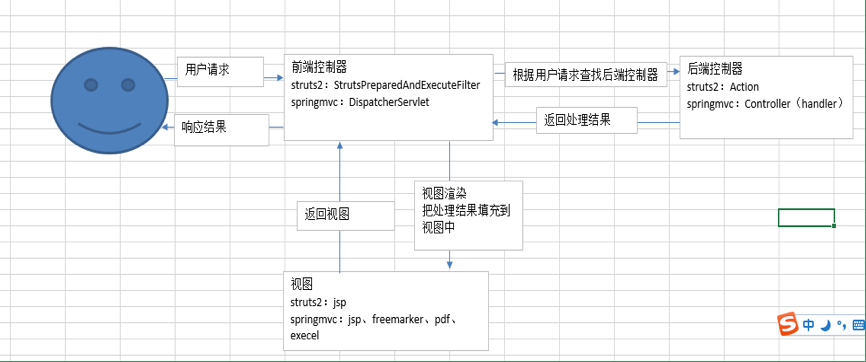 用户请求
前端控制器
struts2：StrutsPreparedAndExecuteFilter
springmvc：DispatcherServlet
根据用户请求查找后端控制器
后端控制器
struts2：Action
springmvc：Controller（handler）
响应结果
返回处理结果
返回视图
视图渲染
把处理结果填充到
视图中
视图
struts2：jsp
springmvc：jsp、freemarker、pdf、
execel
S中